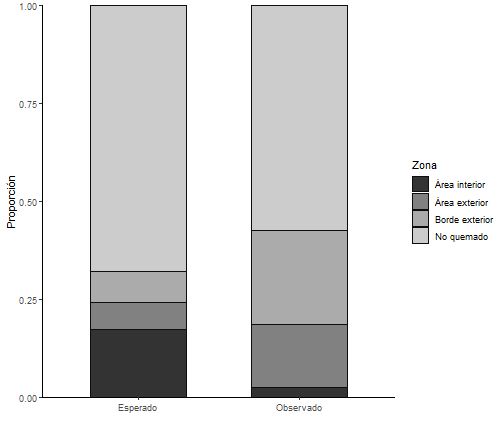 1.00
0.75
0.50
0.25
0.00
Proporción
Esperado
Observado
Zona
Área interior
Área exterior
Borde exterior
No quemado